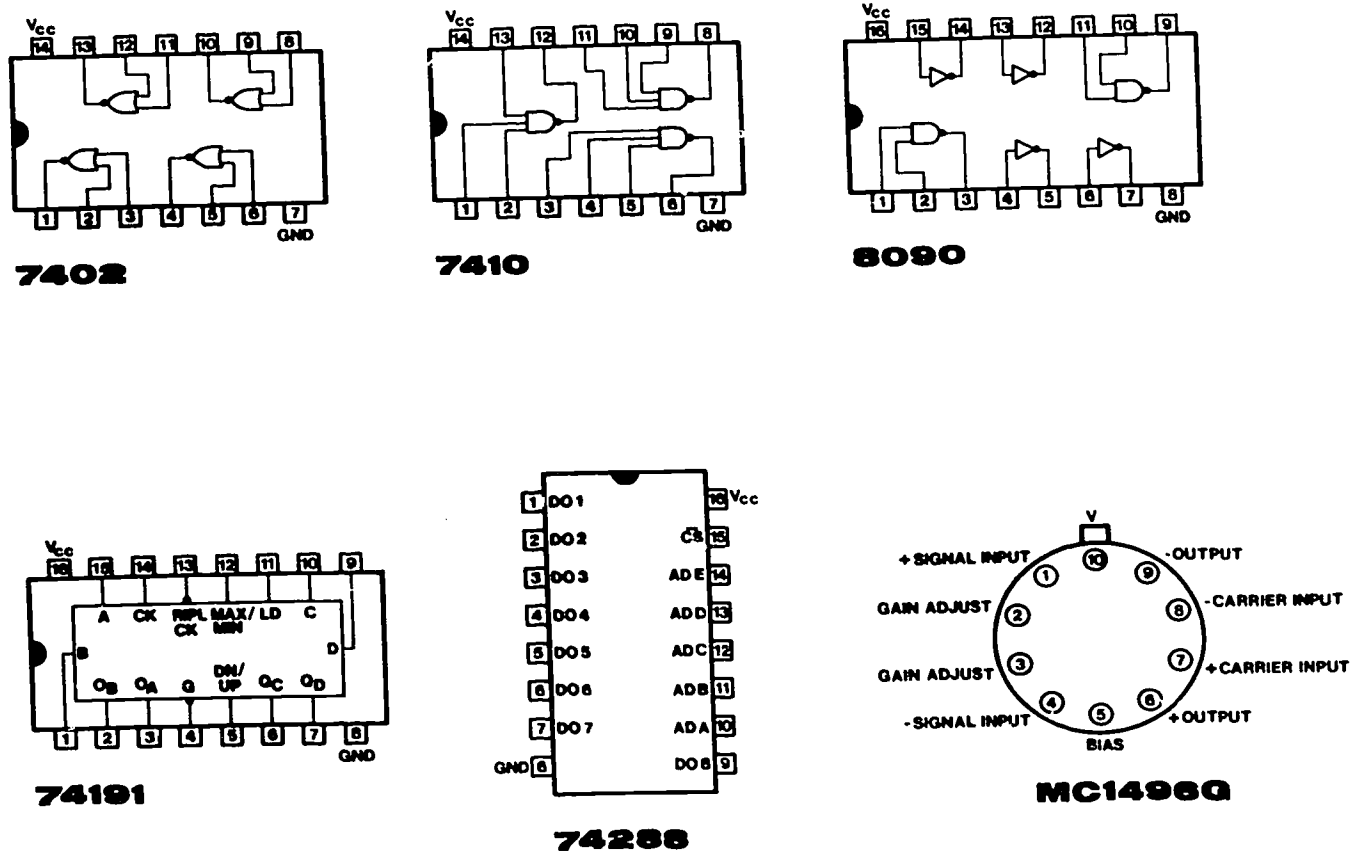 Vcc
14 13 12 11 10 9 8
1 2 3 4 5 6 7
GND
7402
Vcc
14 13 12 11 10 9 8
1 2 3 4 5 6 7
GND
7410
Vcc
16 15 14 13 12 11 10 9
1 2 3 4 5 6 7 8
GND
8090
Vcc
16 15 14 13 12 11 10 9
A CK RIPL CK MAX/MIN LD C
B D
QB QA G DN/UP QC QD
1 2 3 4 5 6 7 8
GND
74191
1 DO1
2 DO2
3 DO3
4 DO4
5 DO5
6 DO6
7 DO7
GND 8
16 Vcc
CS 15
ADE 14
ADD 13
ADC 12
ADB 11
ADA 10
DO8 9
74288
V
10
+SIGNAL INPUT 1
GAIN ADJUST 2
GAIN ADJUST 3
-SIGNAL INPUT 4
5
BIAS
9 -OUTPUT
8 -CARRIER INPUT
7 +CARRIER INPUT
6 +OUTPUT
MC1496G